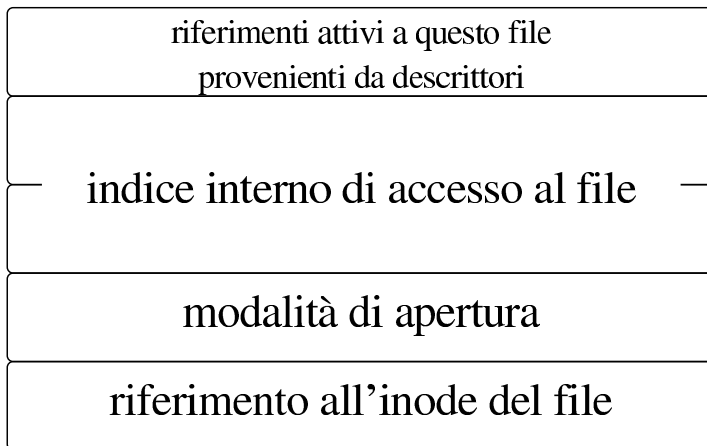 riferimenti attivi a questo file
provenienti da descrittori
indice interno di accesso al file
modalità di apertura
riferimento all’inode del file